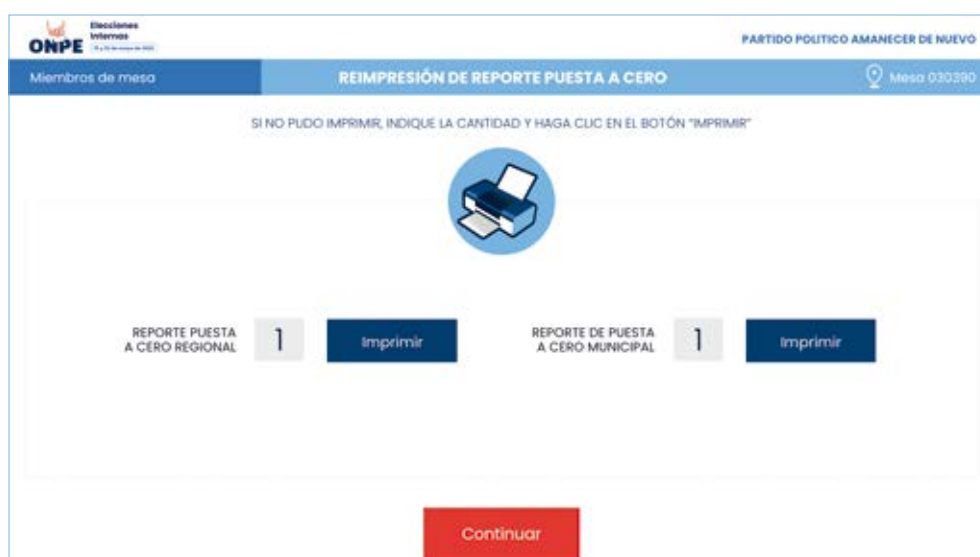 ONPE
Elecciones
Internas
PARTIDO POLITICO AMANECER DE NUEVO
Miembros de mesa
REIMPRESIÓN DE REPORTE PUESTA A CERO
Mesa 030390
SI NO PUDO IMPRIMIR, INDIQUE LA CANTIDAD Y HAGA CLIC EN EL BOTÓN "IMPRIMIR"
REPORTE PUESTA
A CERO REGIONAL
1
Imprimir
REPORTE DE PUESTA
A CERO MUNICIPAL
1
Imprimir
Continuar